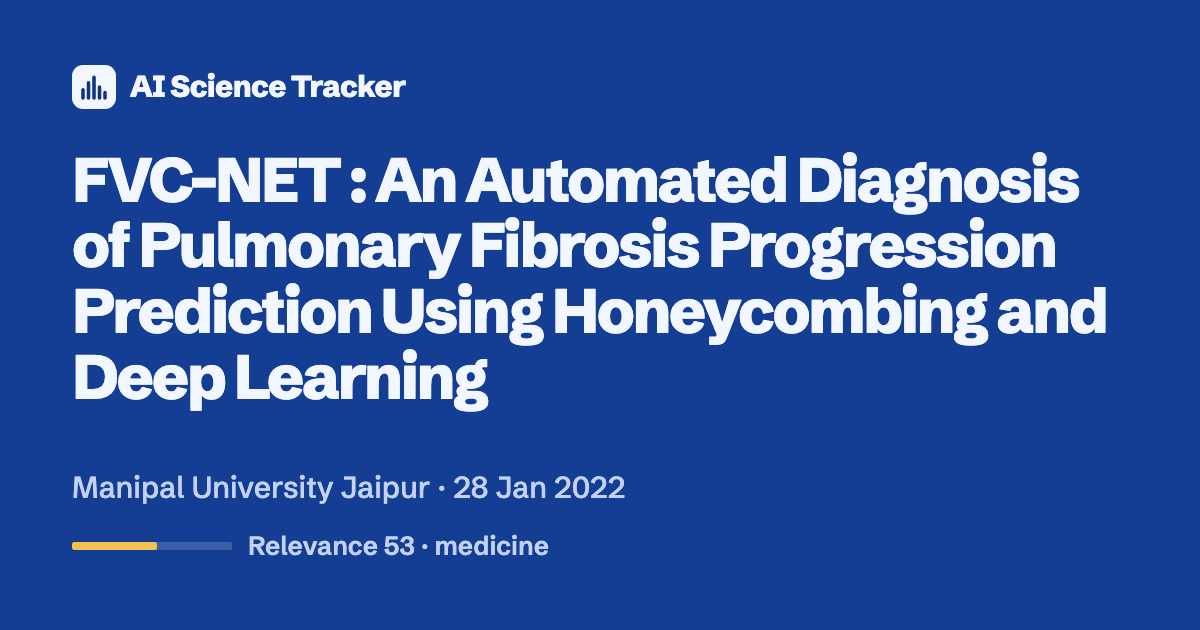 AI Science Tracker
FVC-NET : An Automated Diagnosis
of Pulmonary Fibrosis Progression
Prediction Using Honeycombing and
Deep Learning
Manipal University Jaipur · 28 Jan 2022
Relevance 53 · medicine